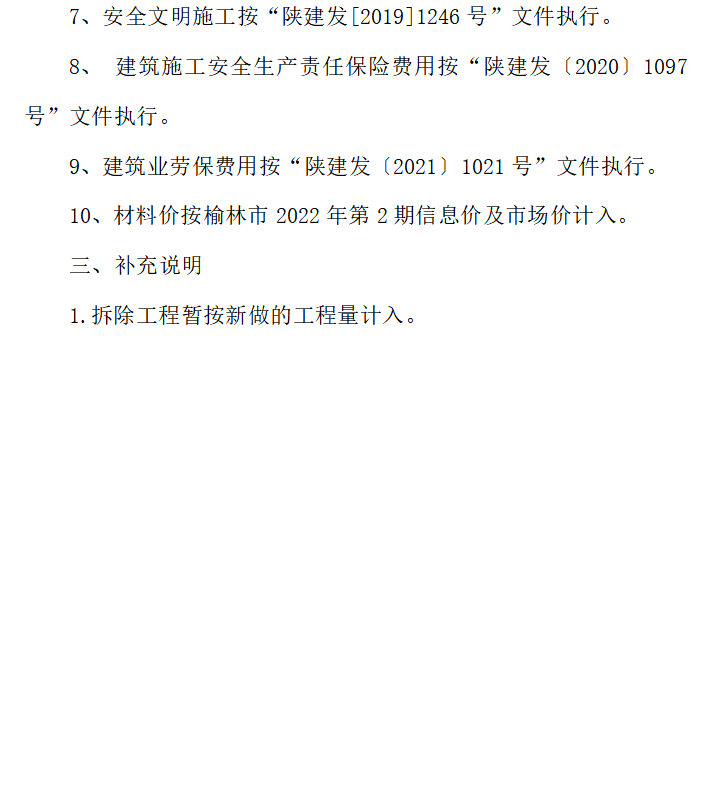 7、安全文明施工按“陕建发[2019]1246 号”文件执行。
8、 建筑施工安全生产责任保险费用按“陕建发〔2020〕1097
号”文件执行。
9、建筑业劳保费用按“陕建发〔2021〕1021 号”文件执行。
10、材料价按榆林市 2022 年第 2 期信息价及市场价计入。
三、补充说明
1.拆除工程暂按新做的工程量计入。